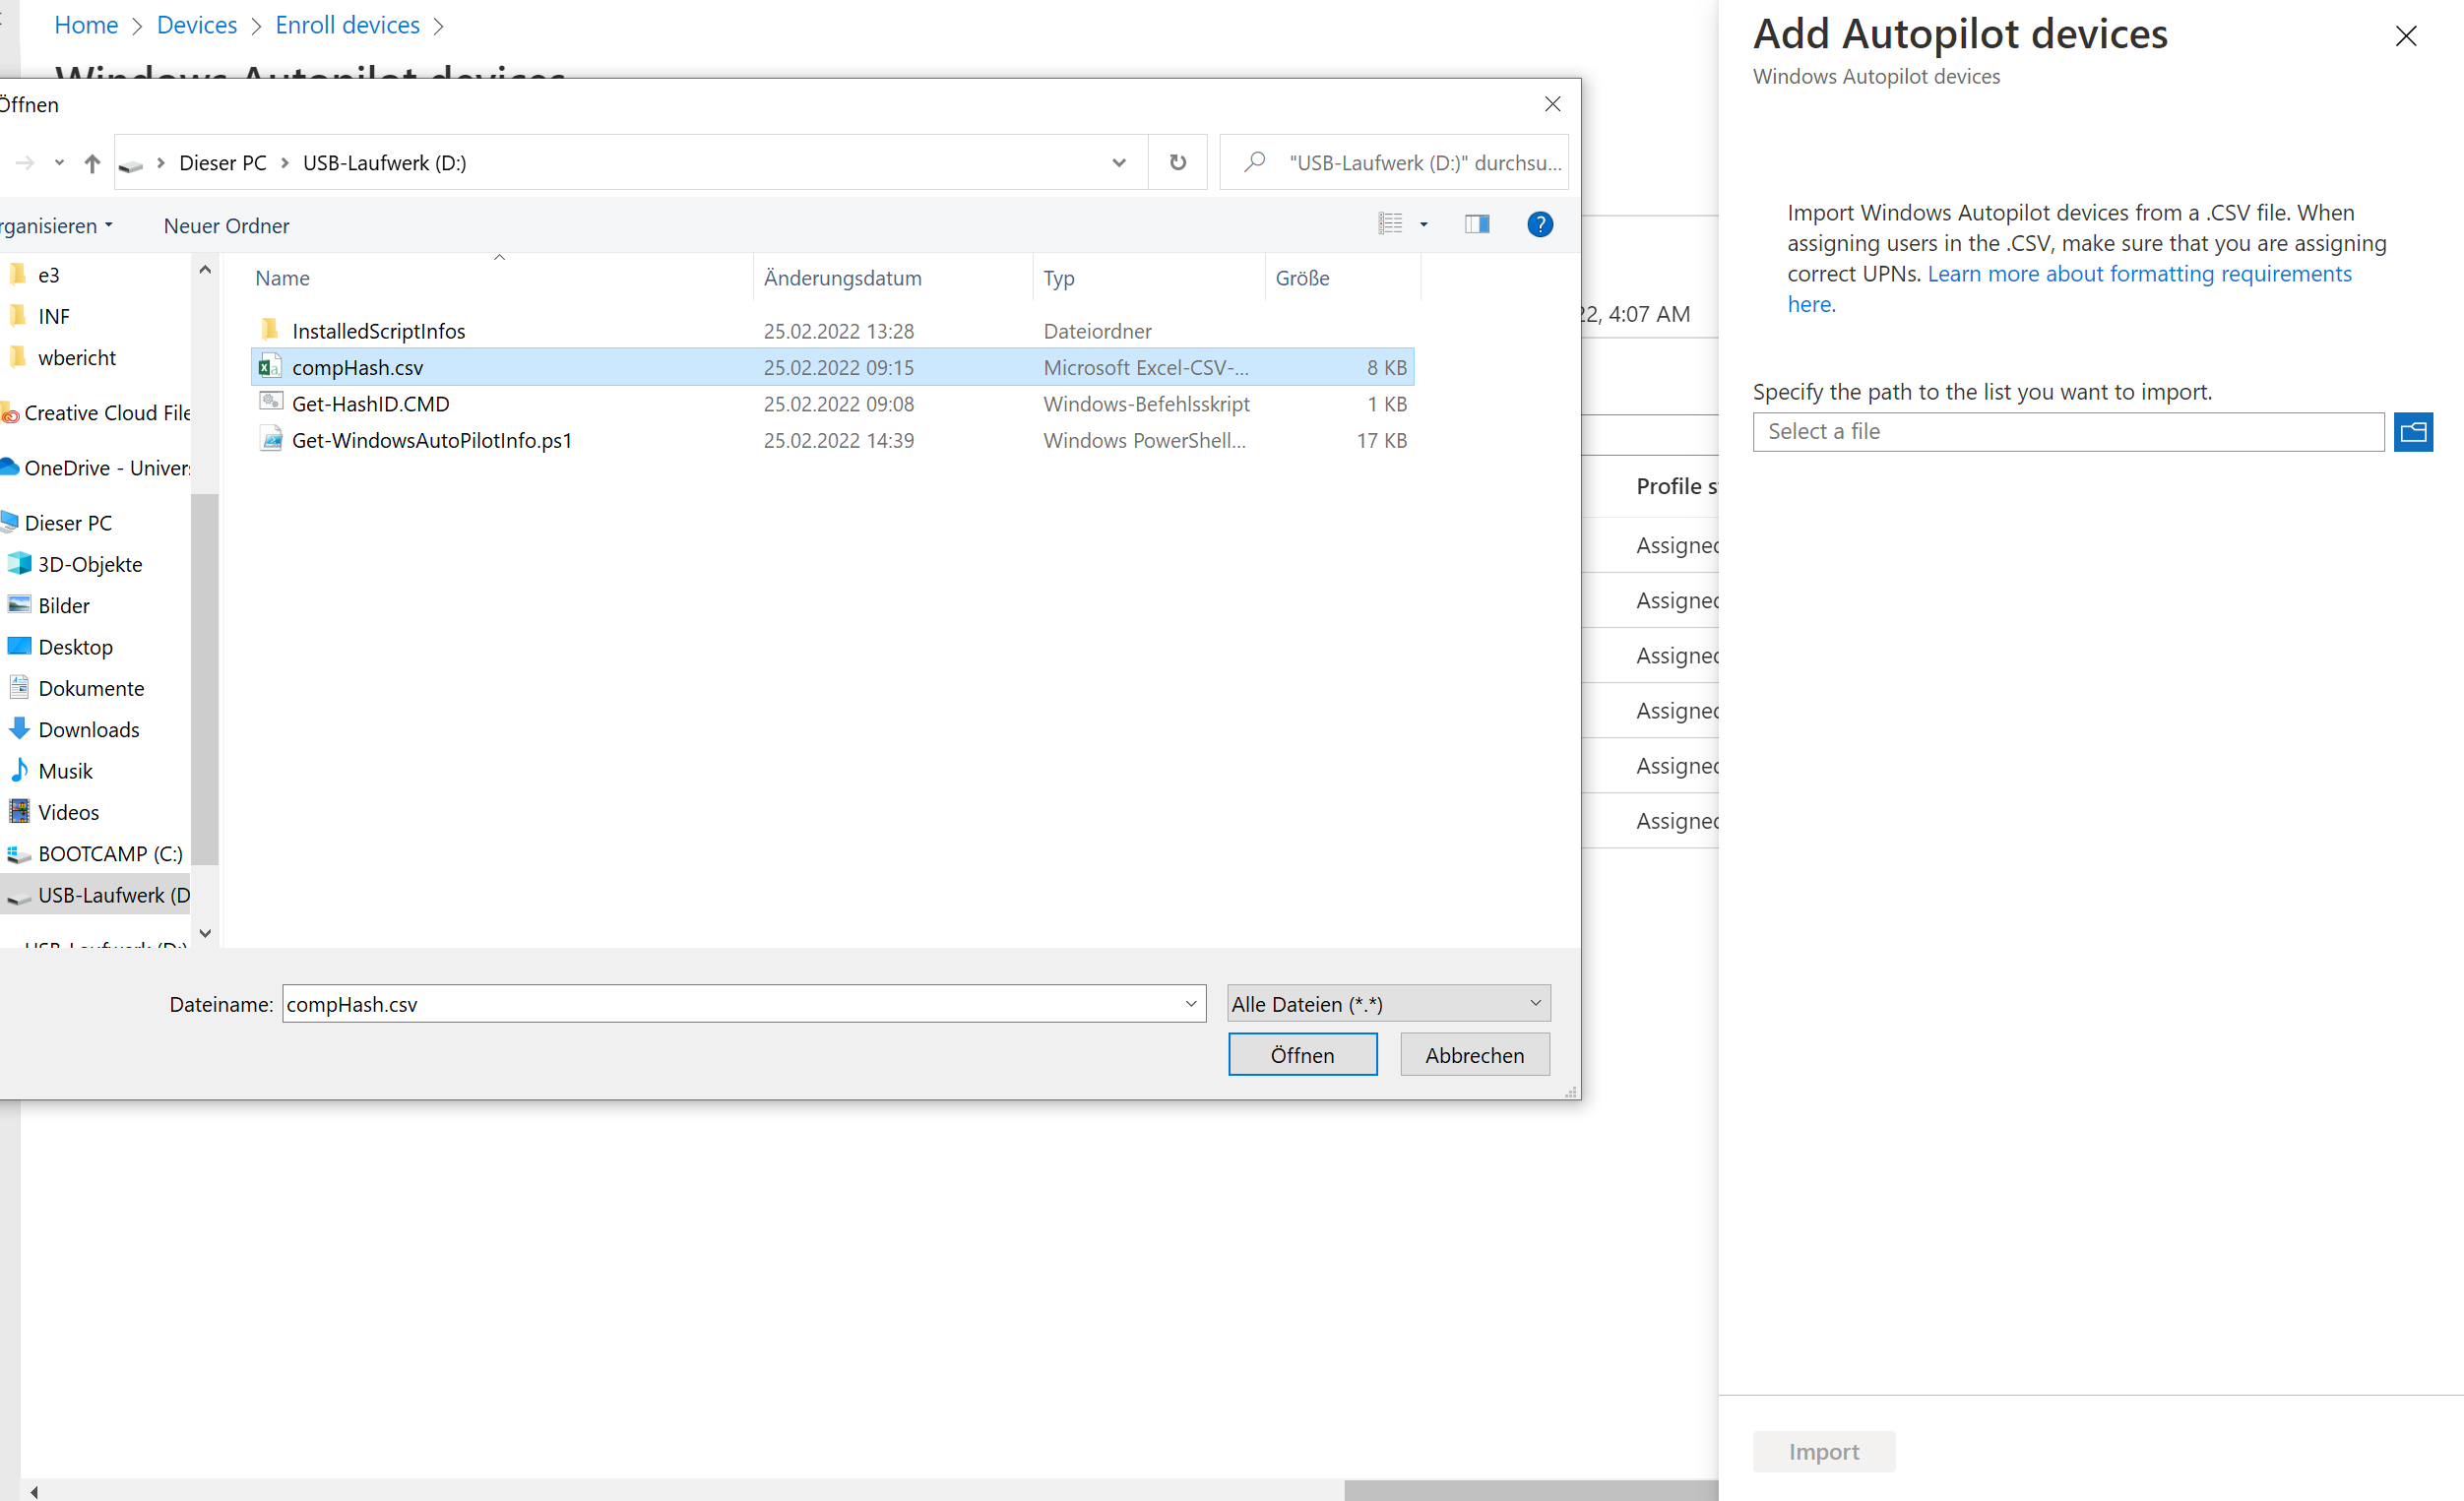 Home > Devices > Enroll devices >
Windows Autopilot devices
Öffnen
Dieser PC > USB-Laufwerk (D:)
"USB-Laufwerk (D:)" durchsu...
rganisieren
Neuer Ordner
e3
INF
wbericht
Creative Cloud File
OneDrive - Univer
Dieser PC
3D-Objekte
Bilder
Desktop
Dokumente
Downloads
Musik
Videos
BOOTCAMP (C:)
USB-Laufwerk (D
USB-Laufwerk (D:)
Name Änderungsdatum Typ Größe
InstalledScriptInfos 25.02.2022 13:28 Dateiordner
compHash.csv 25.02.2022 09:15 Microsoft Excel-CSV-... 8 KB
Get-HashID.CMD 25.02.2022 09:08 Windows-Befehlsskript 1 KB
Get-WindowsAutoPilotInfo.ps1 25.02.2022 14:39 Windows PowerShell... 17 KB
Dateiname: compHash.csv
Alle Dateien (*.*)
Öffnen
Abbrechen
22, 4:07 AM
Profile s
Assigned
Assigned
Assigned
Assigned
Assigned
Assigned
Add Autopilot devices
Windows Autopilot devices
Import Windows Autopilot devices from a .CSV file. When
assigning users in the .CSV, make sure that you are assigning
correct UPNs. Learn more about formatting requirements
here.
Specify the path to the list you want to import.
Select a file
Import